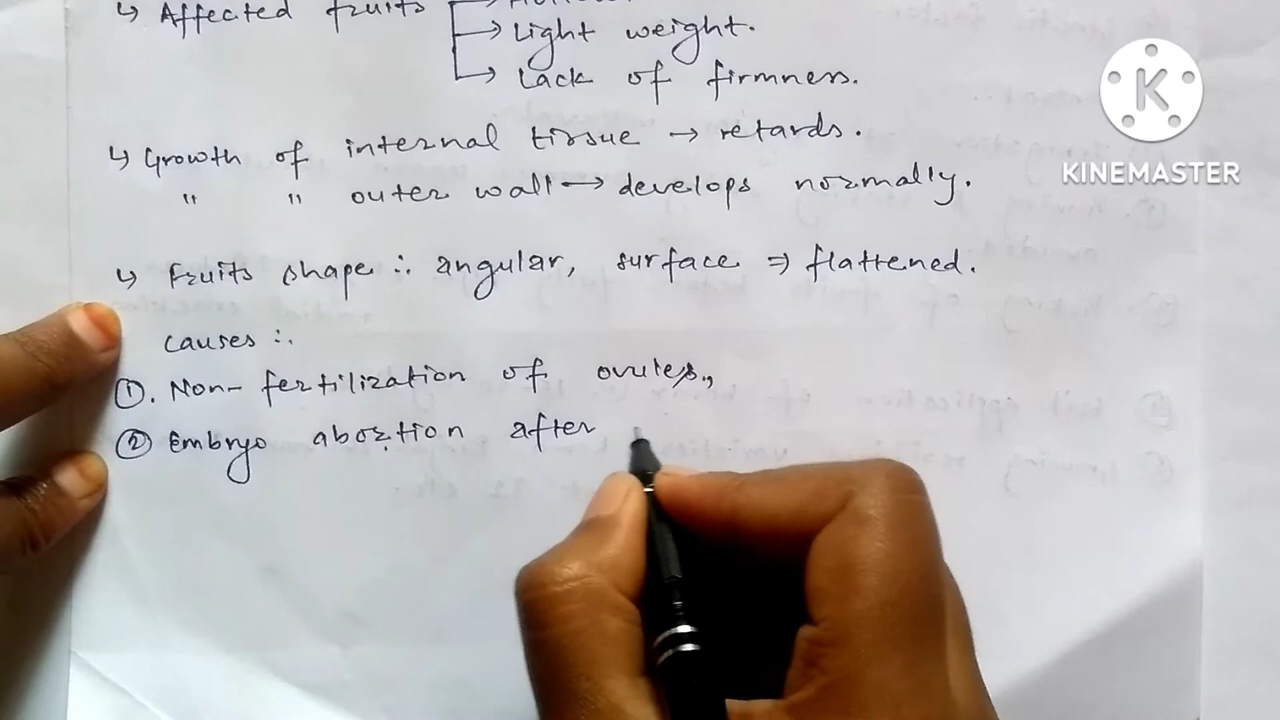 ↳ Affected fruits
→ Light weight.
→ Lack of firmness.
↳ Growth of internal tissue → retards.
" " outer wall → develops normally.
↳ Fruits shape : angular, surface ⇒ flattened.
causes :
①. Non-fertilization of ovules,
② Embryo abortion after
K
KINEMASTER